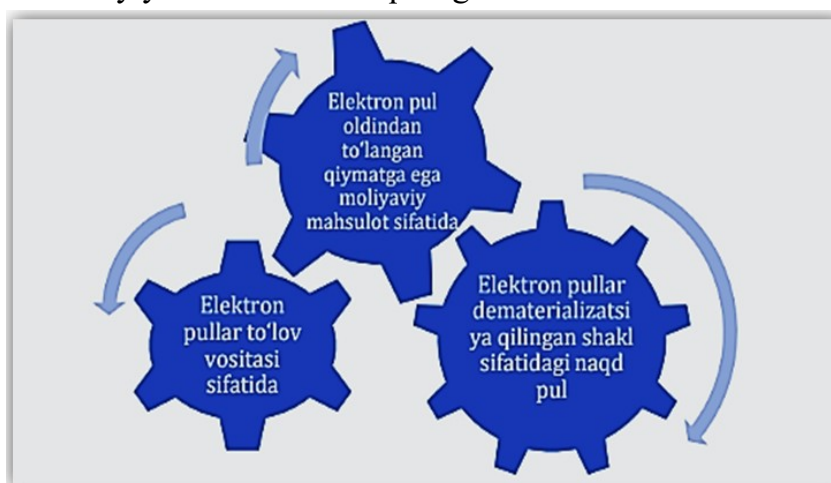 Elektron pul
oldindan
to‘langan
qiymatga ega
moliyaviy
mahsulot sifatida
Elektron
pullar to‘lov
vositasi
sifatida
Elektron pullar
dematerializatsi
ya qilingan shakl
sifatidagi naqd
pul